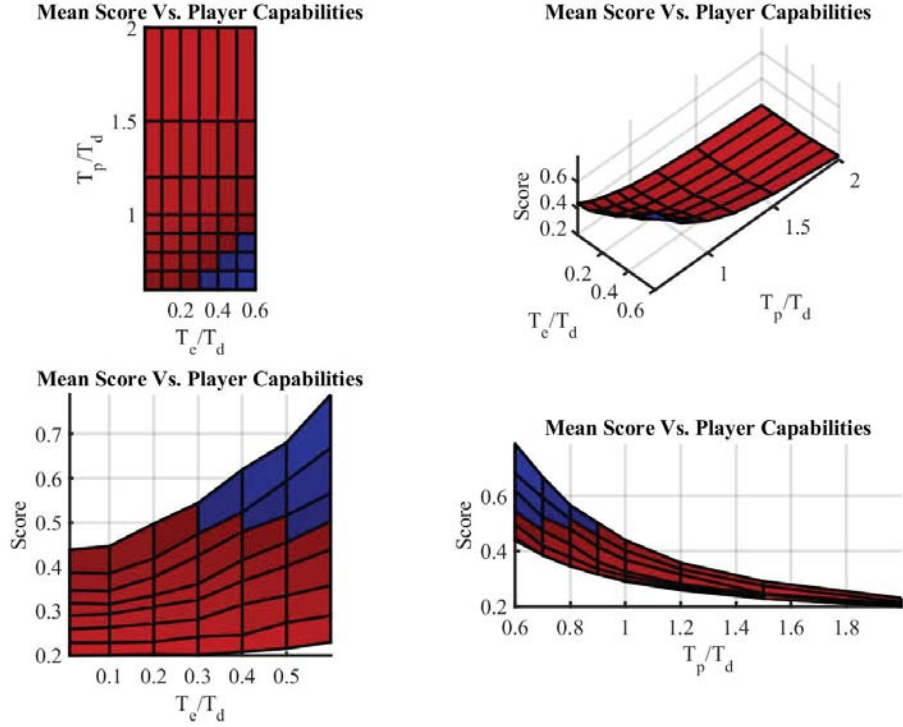 Mean Score Vs. Player Capabilities
2
1.5
1
T_p/T_d
0.2 0.4 0.6
T_e/T_d
Mean Score Vs. Player Capabilities
0.6
0.4
0.2
Score
0.2
0.4
0.6
T_e/T_d
1
1.5
2
T_p/T_d
Mean Score Vs. Player Capabilities
0.7
0.6
0.5
0.4
0.3
0.2
Score
0.1 0.2 0.3 0.4 0.5
T_e/T_d
Mean Score Vs. Player Capabilities
0.6
0.4
0.2
Score
0.6 0.8 1 1.2 1.4 1.6 1.8
T_p/T_d